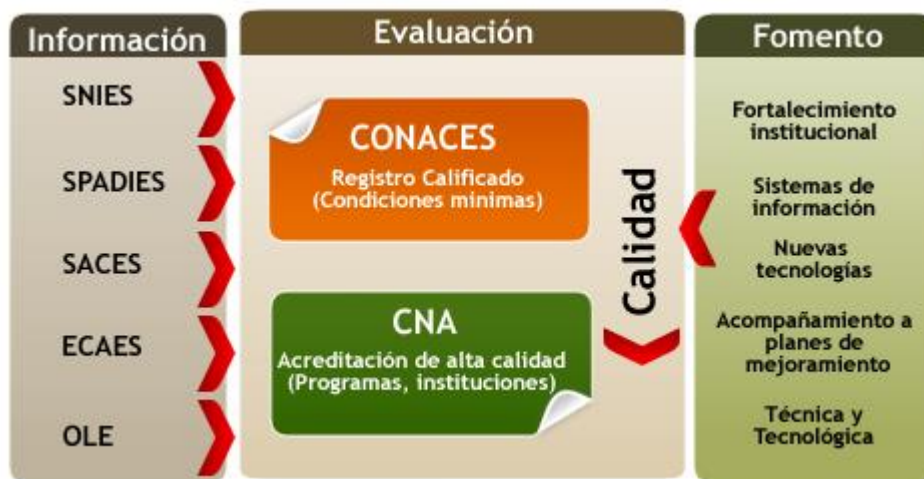 Información
SNIES
SPADIES
SACES
ECAES
OLE
Evaluación
CONACES
Registro Calificado
(Condiciones minimas)
CNA
Acreditación de alta calidad
(Programas, instituciones)
Calidad
Fomento
Fortalecimiento
institucional
Sistemas de
información
Nuevas
tecnologías
Acompañamiento a
planes de
mejoramiento
Técnica y
Tecnológica